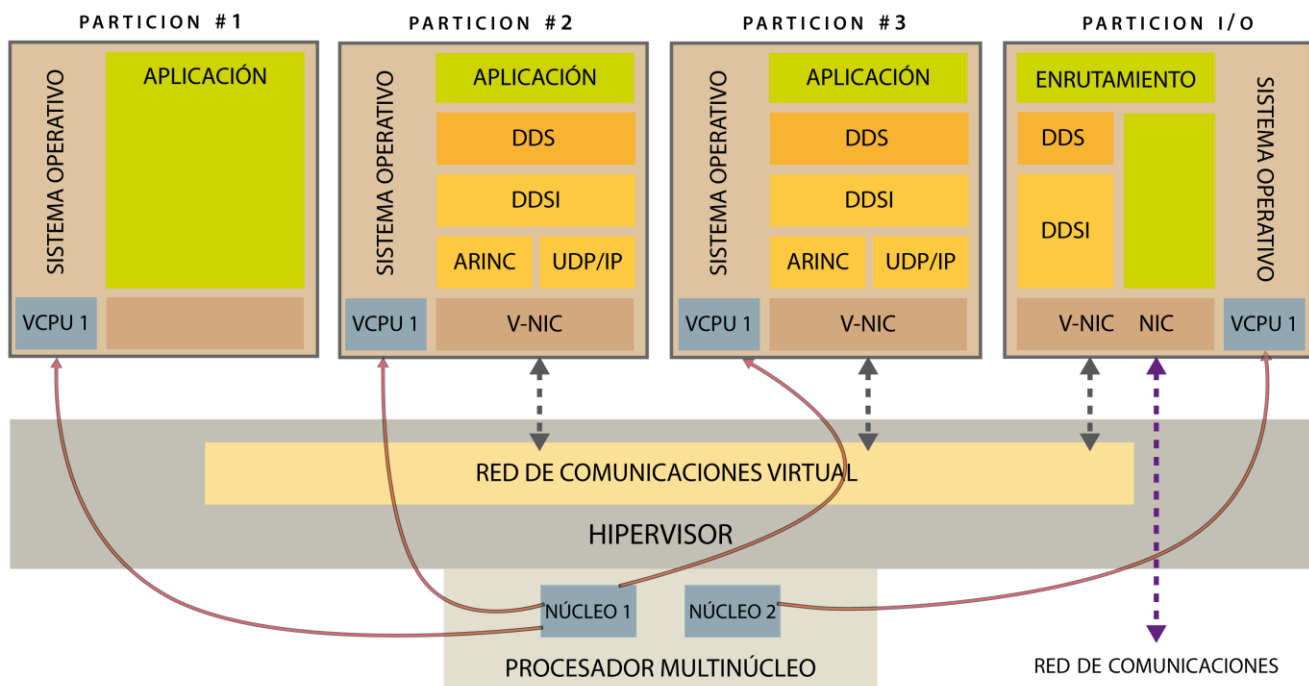 PARTICION #1
PARTICION #2
PARTICION #3
PARTICION I/O
SISTEMA OPERATIVO
APLICACIÓN
VCPU 1
SISTEMA OPERATIVO
APLICACIÓN
DDS
DDSI
ARINC
UDP/IP
VCPU 1
V-NIC
SISTEMA OPERATIVO
APLICACIÓN
DDS
DDSI
ARINC
UDP/IP
VCPU 1
V-NIC
ENRUTAMIENTO
DDS
DDSI
SISTEMA OPERATIVO
V-NIC
NIC
VCPU 1
RED DE COMUNICACIONES VIRTUAL
HIPERVISOR
NÚCLEO 1
NÚCLEO 2
PROCESADOR MULTINÚCLEO
RED DE COMUNICACIONES